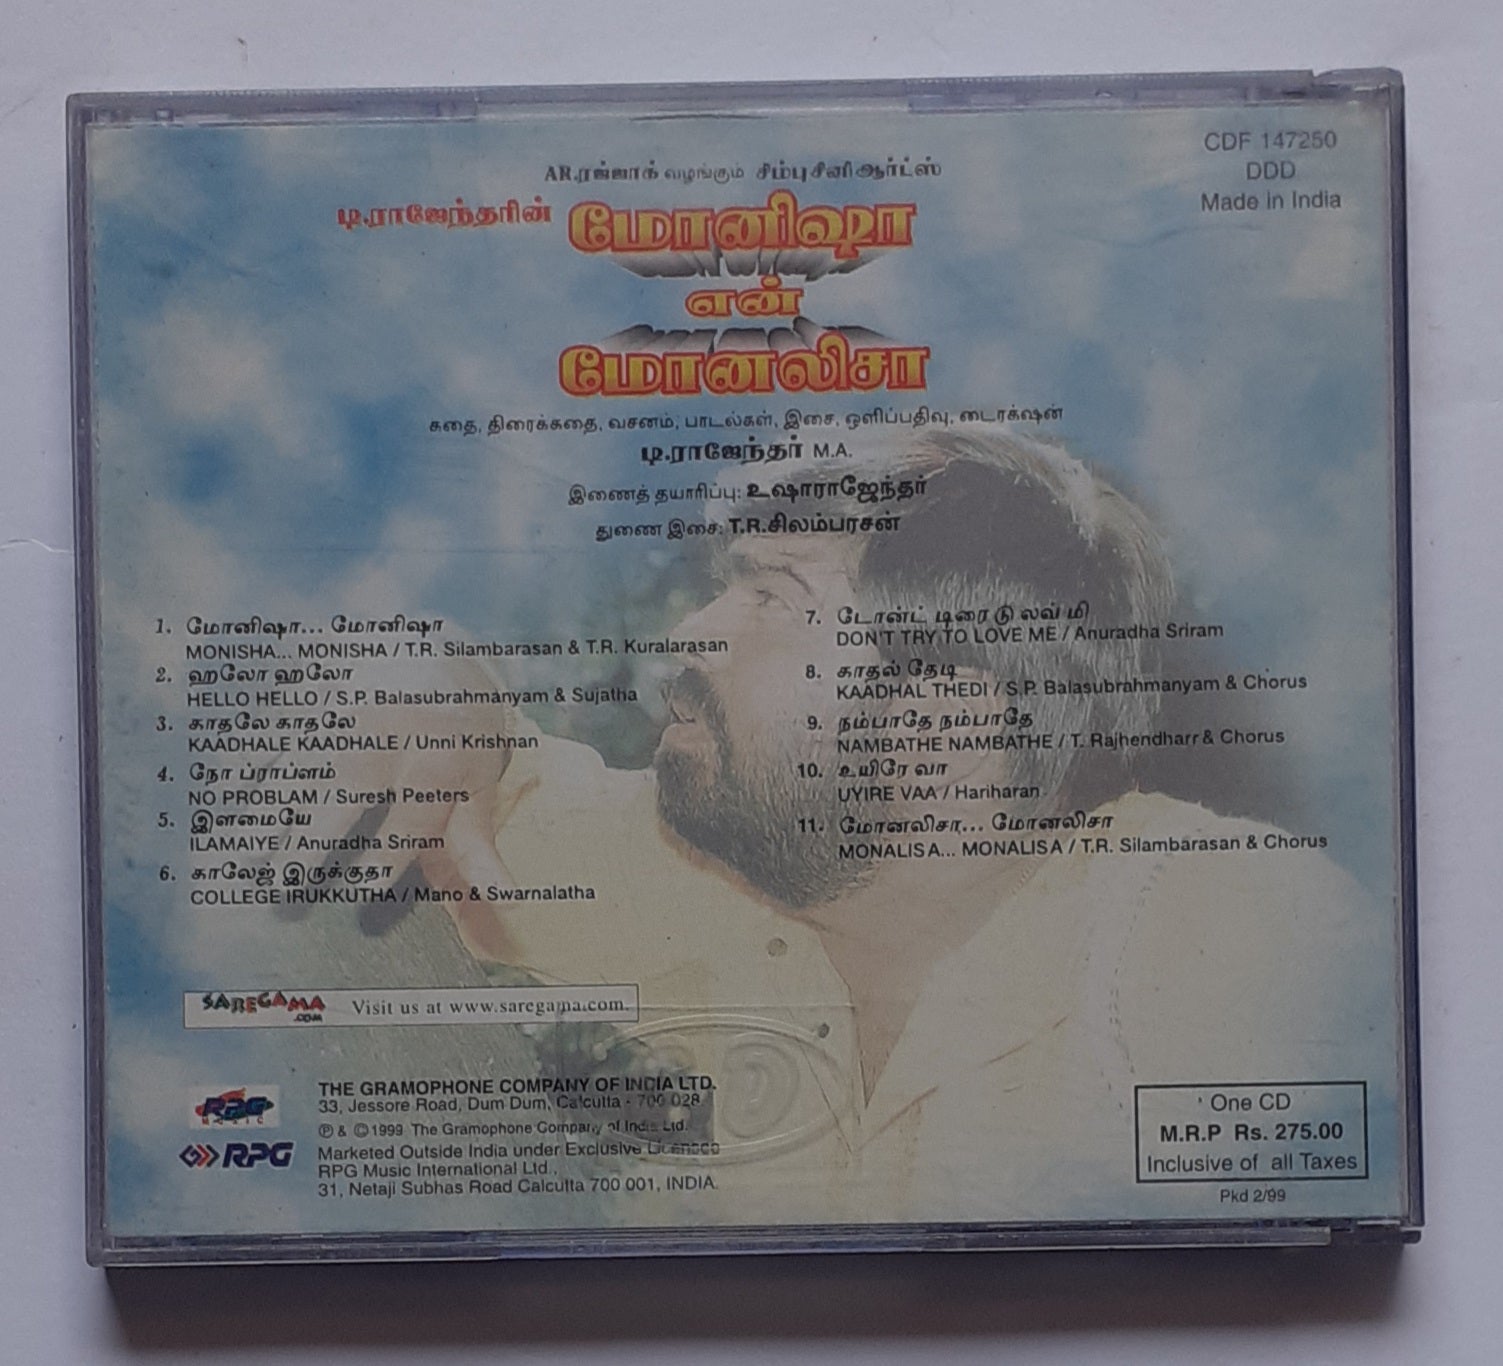 CDF 147250
DDD
Made in India
AR.ரஜ்ஜாக் வழங்கும் சிம்பு சினி ஆர்ட்ஸ்
டி.ராஜேந்தரின் மோனிஷா
என்
மோனலிசா
கதை, திரைக்கதை, வசனம், பாடல்கள், இசை, ஒளிப்பதிவு, டைரக்ஷன்
டி.ராஜேந்தர் M.A.
இணைத் தயாரிப்பு: உஷாராஜேந்தர்
துணை இசை: T.R.சிலம்பரசன்
1. மோனிஷா... மோனிஷா
MONISHA... MONISHA / T.R. Silambarasan & T.R. Kuralarasan
2. ஹலோ ஹலோ
HELLO HELLO / S.P. Balasubrahmanyam & Sujatha
3. காதலே காதலே
KAADHALE KAADHALE / Unni Krishnan
4. நோ ப்ராப்ளம்
NO PROBLAM / Suresh Peeters
5. இளமையே
ILAMAIYE / Anuradha Sriram
6. காலேஜ் இருக்குதா
COLLEGE IRUKKUTHA / Mano & Swarnalatha
7. டோன்ட் டிரை டு லவ் மி
DON'T TRY TO LOVE ME / Anuradha Sriram
8. காதல் தேடி
KAADHAL THEDI / S.P. Balasubrahmanyam & Chorus
9. நம்பாதே நம்பாதே
NAMBATHE NAMBATHE / T. Rajhendharr & Chorus
10. உயிரே வா
UYIRE VAA / Hariharan
11. மோனலிசா... மோனலிசா
MONALISA... MONALISA / T.R. Silambarasan & Chorus
SAREGAMA .COM Visit us at www.saregama.com.
RPG MUSIC
RPG
THE GRAMOPHONE COMPANY OF INDIA LTD.
33, Jessore Road, Dum Dum, Calcutta - 700 028.
℗ & © 1999 The Gramophone Company of India Ltd.
Marketed Outside India under Exclusive Licensee
RPG Music International Ltd.,
31, Netaji Subhas Road Calcutta 700 001, INDIA.
One CD
M.R.P Rs. 275.00
Inclusive of all Taxes
Pkd 2/99